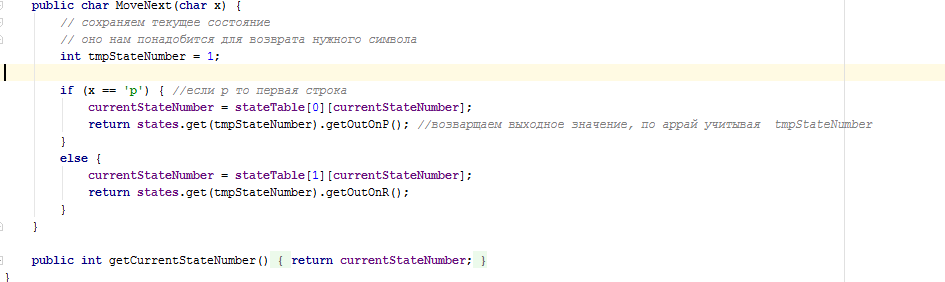 public char MoveNext(char x) {
// сохраняем текущее состояние
// оно нам понадобится для возврата нужного символа
int tmpStateNumber = 1;
if (x == 'p') { //если р то первая строка
currentStateNumber = stateTable[0][currentStateNumber];
return states.get(tmpStateNumber).getOutOnP(); //возварщаем выходное значение, по аррай учитывая  tmpStateNumber
}
else {
currentStateNumber = stateTable[1][currentStateNumber];
return states.get(tmpStateNumber).getOutOnR();
}
}
public int getCurrentStateNumber() { return currentStateNumber; }
}